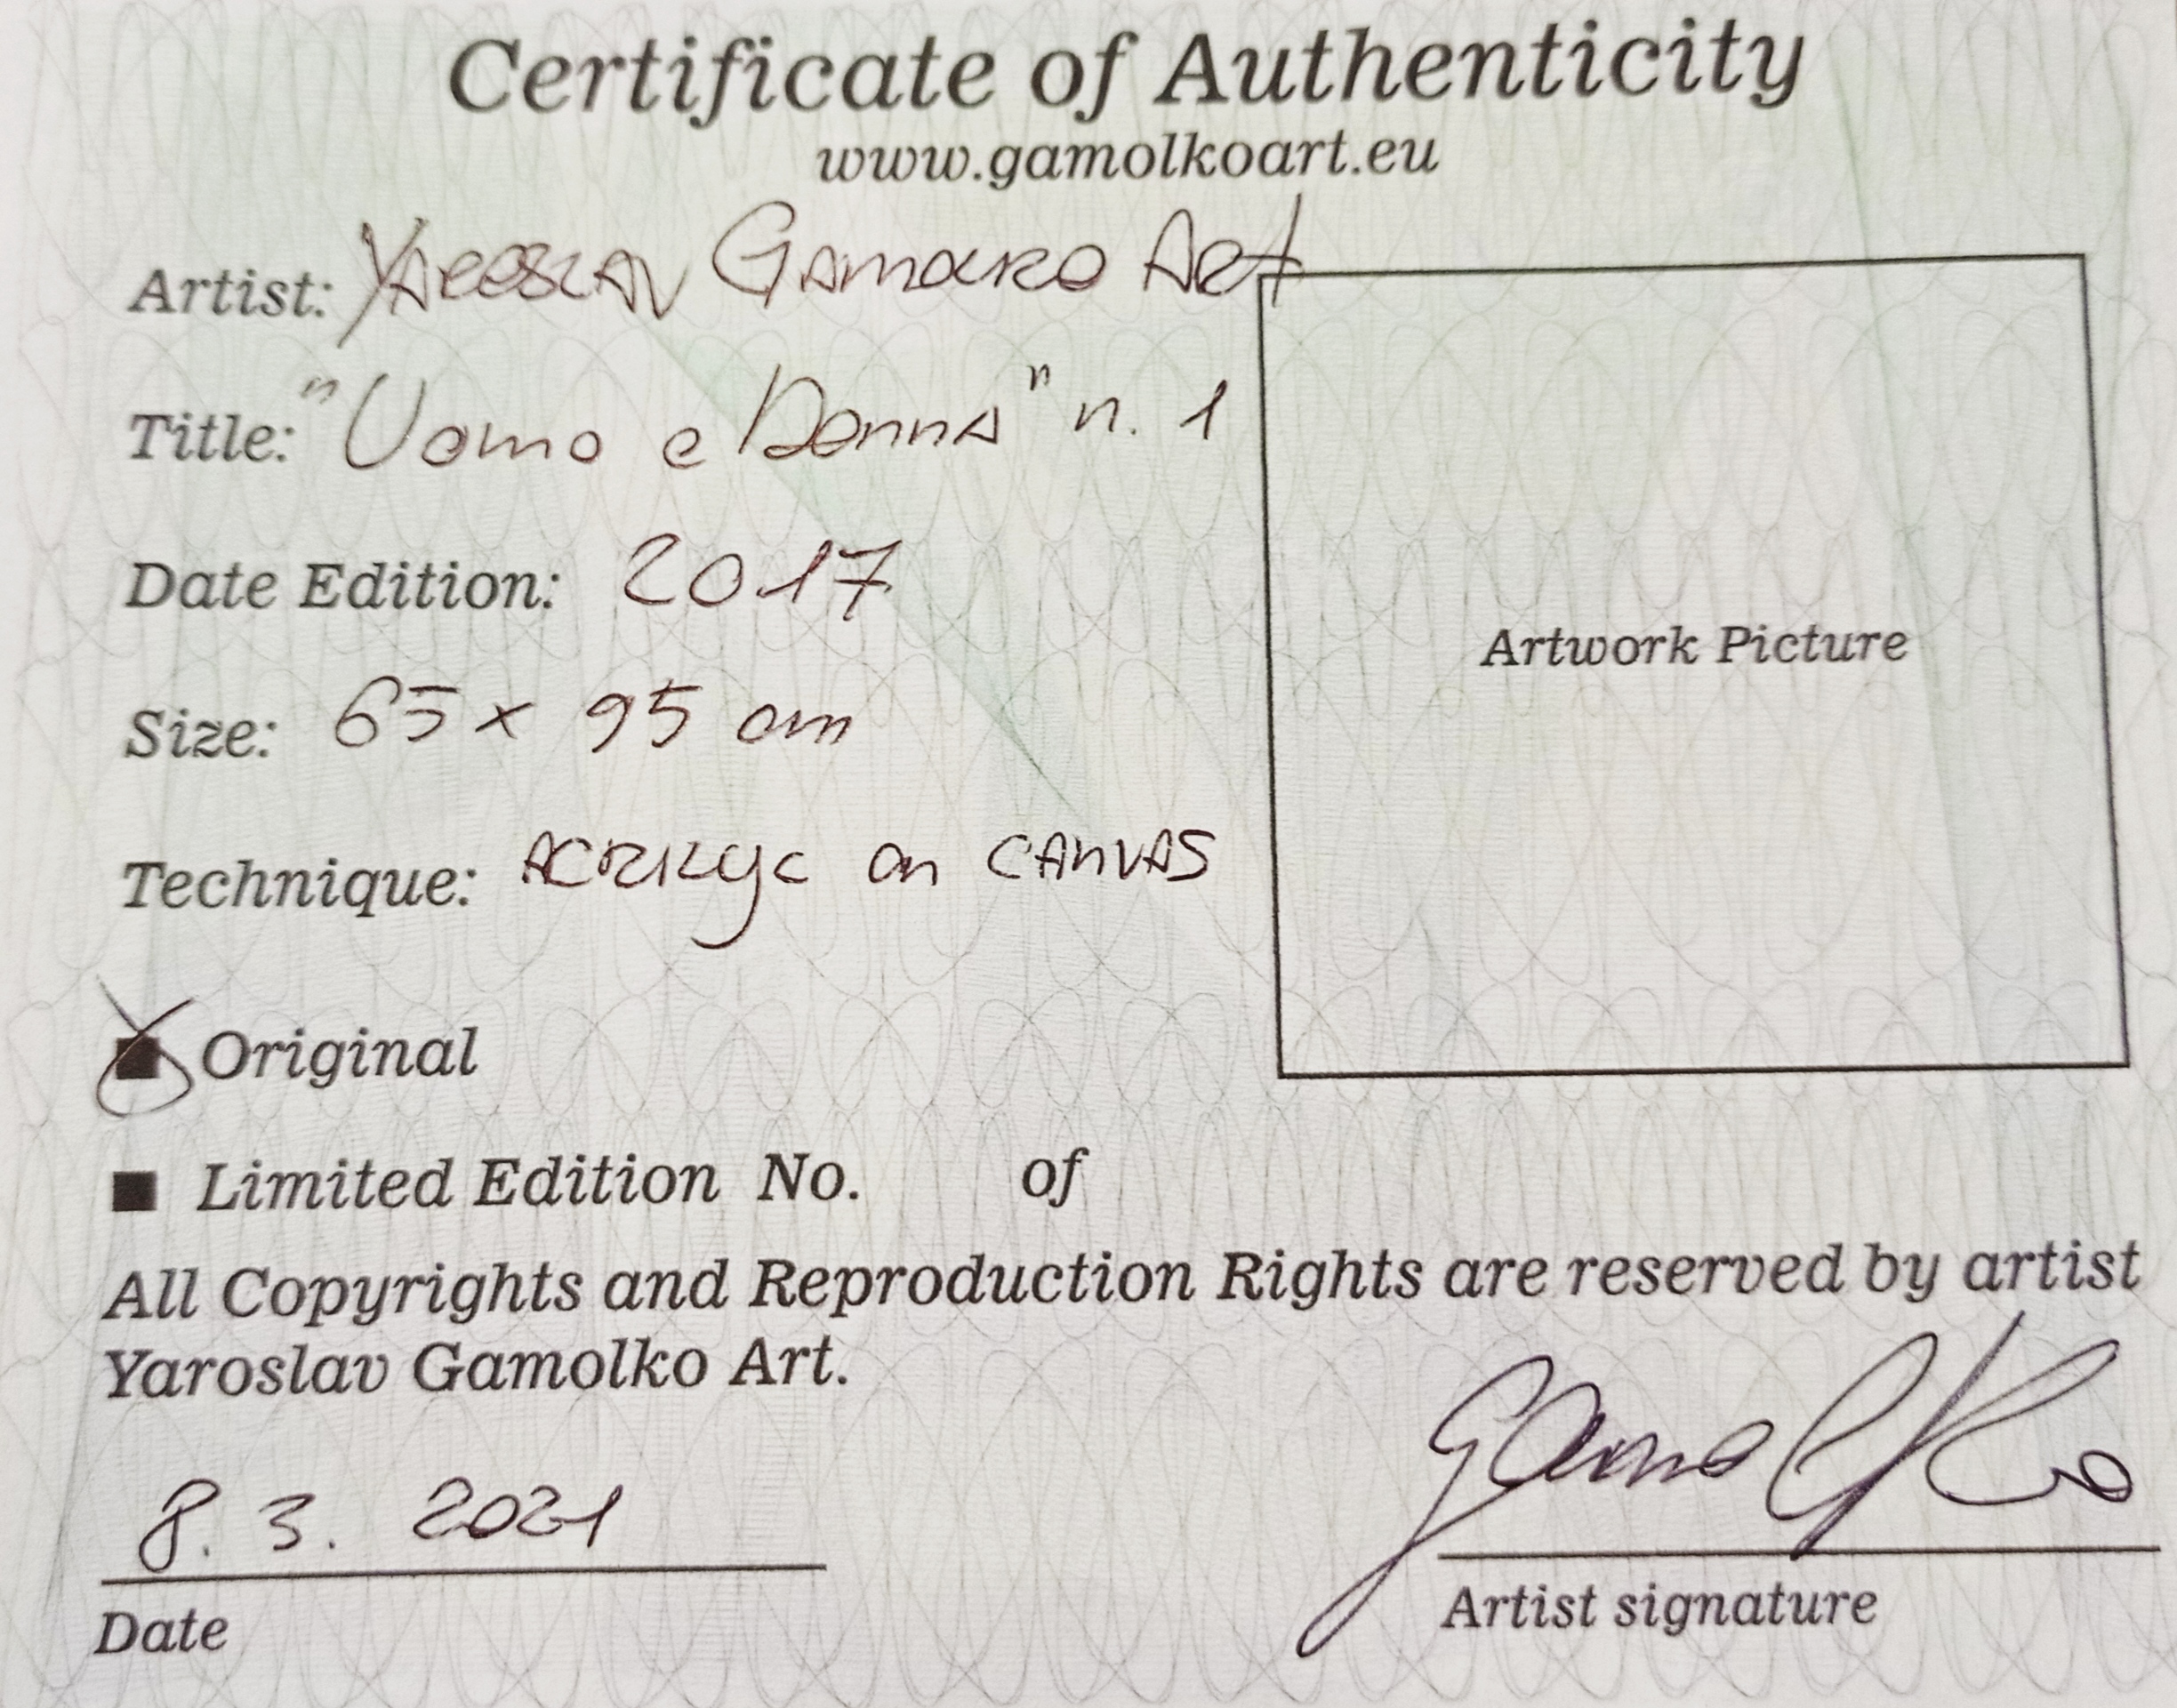 Certificate of Authenticity
www.gamolkoart.eu
Artist: Yaroslav Gamolko Art
Title: "Uomo e Donna" n. 1
Date Edition: 2017
Size: 65 x 95 cm
Artwork Picture
Technique: ACRILYC on CANVAS
Original
Limited Edition No. of
All Copyrights and Reproduction Rights are reserved by artist
Yaroslav Gamolko Art.
8. 3. 2021
Gamolko
Date
Artist signature